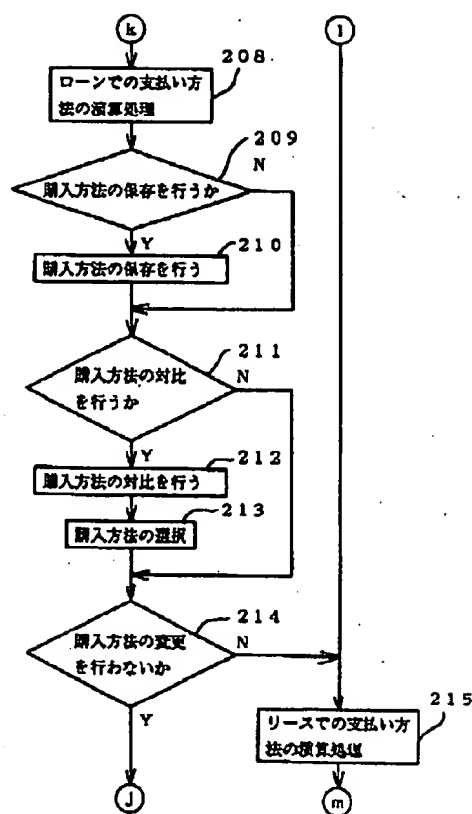 k
l
208
ローンでの支払い方
法の演算処理
209
N
購入方法の保存を行うか
Y
210
購入方法の保存を行う
211
購入方法の対比
を行うか
N
Y
212
購入方法の対比を行う
213
購入方法の選択
214
購入方法の変更
を行わないか
N
Y
215
リースでの支払い方
法の演算処理
j
m